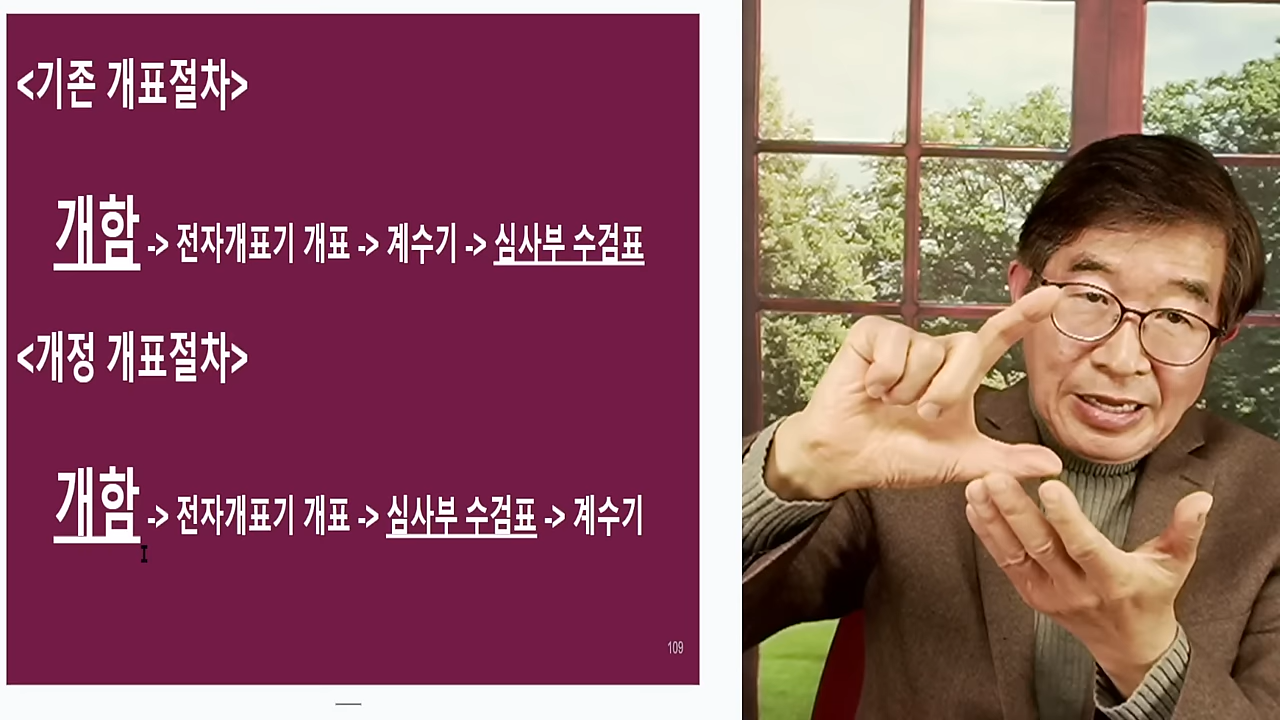 <기존 개표절차>
개함 -> 전자개표기 개표 -> 계수기 -> 심사부 수검표
<개정 개표절차>
개함 -> 전자개표기 개표 -> 심사부 수검표 -> 계수기
109